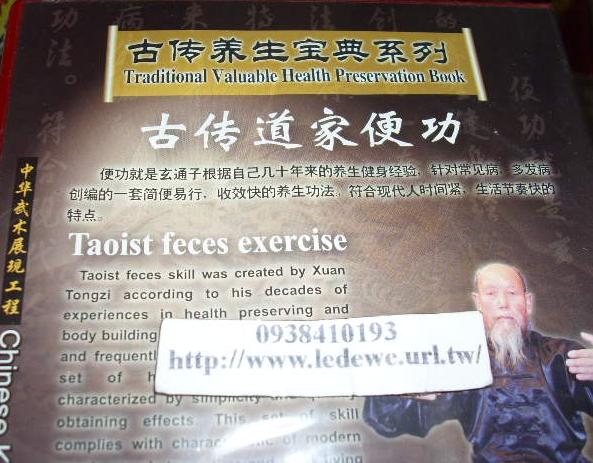 古传养生宝典系列
Traditional Valuable Health Preservation Book
古传道家便功
便功就是玄通子根据自己几十年来的养生健身经验，针对常见病、多发病
创编的一套简便易行，收效快的养生功法。符合现代人时间紧，生活节奏快的
特点。
Taoist feces exercise
Taoist feces skill was created by Xuan
Tongzi according to his decades of
experiences in health preserving and
body building
and frequentl
set of h
characterized by simplicity and
obtaining effects. This set of skill
complies with characteristic of modern
0938410193
http://www.ledewe.url.tw/
中华武术展现工程
Chinese K